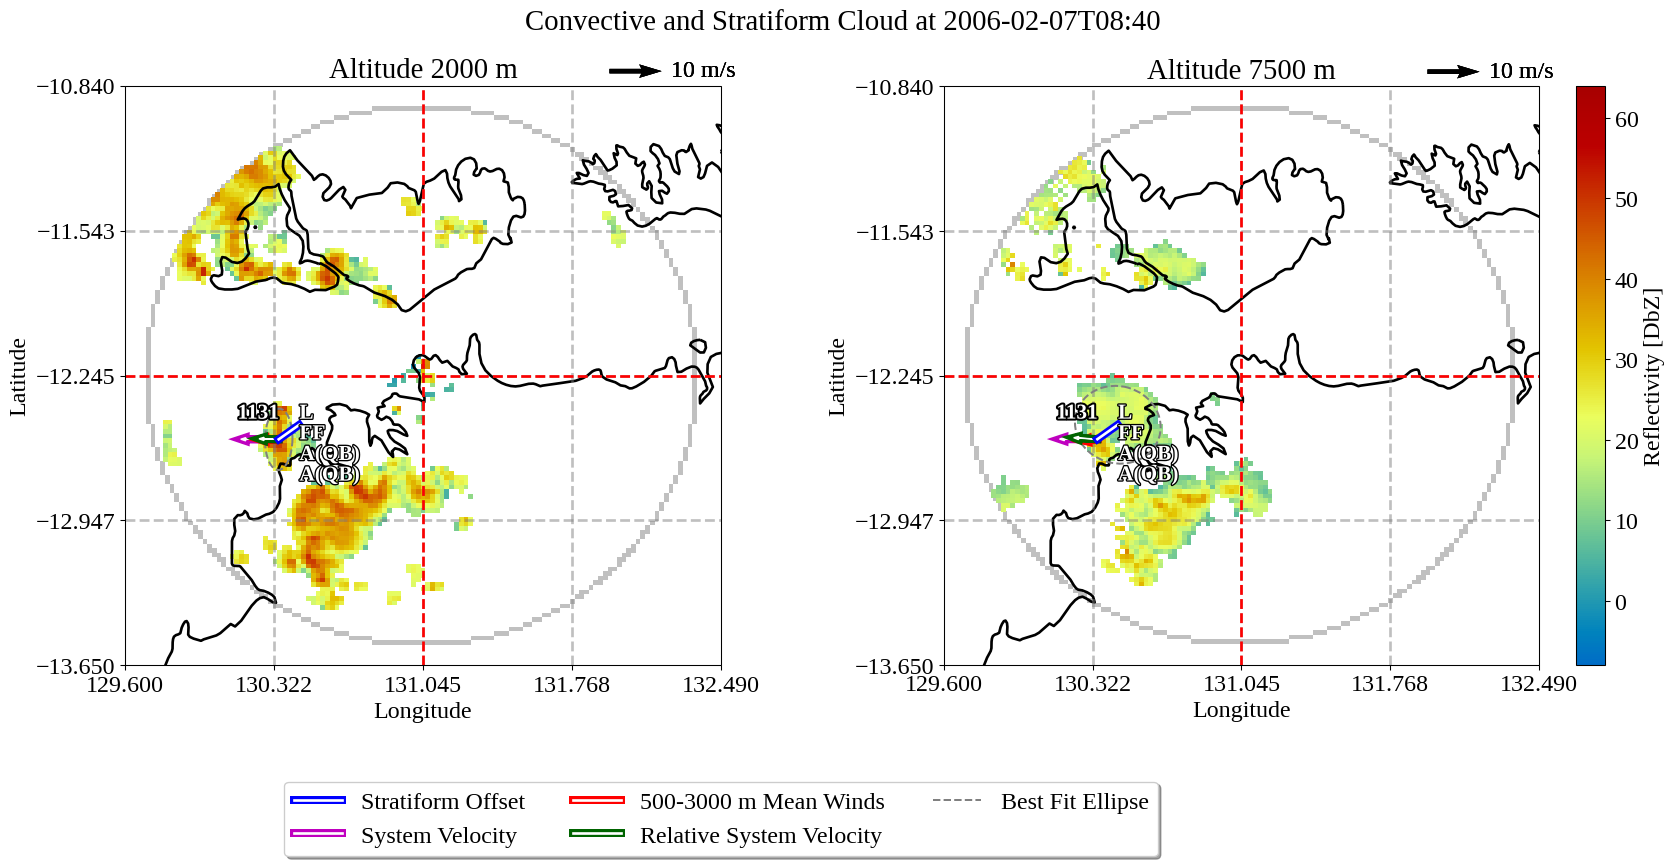 Convective and Stratiform Cloud at 2006-02-07T08:40
Altitude 2000 m
10 m/s
−10.840
−11.543
−12.245
−12.947
−13.650
Latitude
129.600
130.322
131.045
131.768
132.490
Longitude
1131
L
FF
A(QB)
A(QB)
Altitude 7500 m
10 m/s
−10.840
−11.543
−12.245
−12.947
−13.650
Latitude
129.600
130.322
131.045
131.768
132.490
Longitude
1131
L
FF
A(QB)
A(QB)
60
50
40
30
20
10
0
Reflectivity [DbZ]
Stratiform Offset
System Velocity
500-3000 m Mean Winds
Relative System Velocity
Best Fit Ellipse